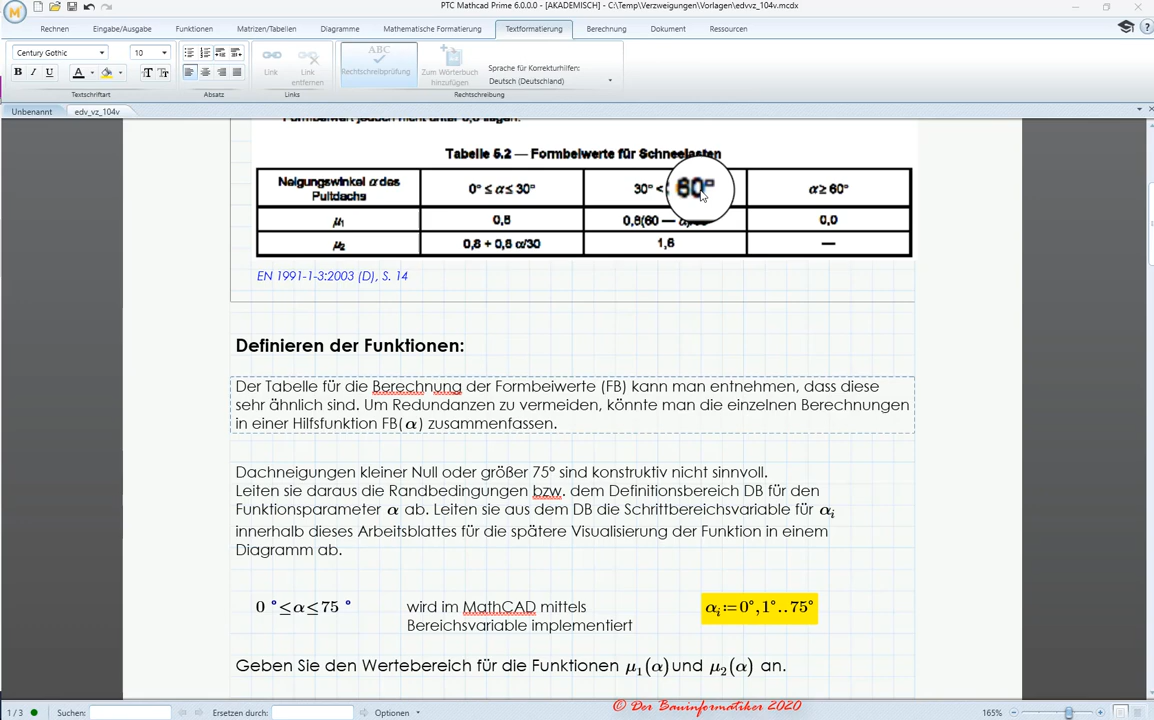 PTC Mathcad Prime 6.0.0.0 - [AKADEMISCH] - C:\Temp\Verzweigungen\Vorlagen\edvvz_104v.mcdx
Rechnen Eingabe/Ausgabe Funktionen Matrizen/Tabellen Diagramme Mathematische Formatierung Textformatierung Berechnung Dokument Ressourcen
Century Gothic 10 ABC Sprache für Korrekturhilfen:
B I U A Rechtschreibprüfung Link Link entfernen Zum Wörterbuch hinzufügen Deutsch (Deutschland)
Textschriftart Absatz Links Rechtschreibung
Unbenannt edv_vz_104v
Tabelle 5.2 — Formbeiwerte für Schneelasten
Neigungswinkel α des Pultdachs 0° ≤ α ≤ 30° 30° < 60° α ≥ 60°
μ₁ 0,8 0,8(60 — 0,0
μ₂ 0,8 + 0,8 α/30 1,6 —
EN 1991-1-3:2003 (D), S. 14
Definieren der Funktionen:
Der Tabelle für die Berechnung der Formbeiwerte (FB) kann man entnehmen, dass diese
sehr ähnlich sind. Um Redundanzen zu vermeiden, könnte man die einzelnen Berechnungen
in einer Hilfsfunktion FB(α) zusammenfassen.
Dachneigungen kleiner Null oder größer 75° sind konstruktiv nicht sinnvoll.
Leiten sie daraus die Randbedingungen bzw. dem Definitionsbereich DB für den
Funktionsparameter α ab. Leiten sie aus dem DB die Schrittbereichsvariable für αᵢ
innerhalb dieses Arbeitsblattes für die spätere Visualisierung der Funktion in einem
Diagramm ab.
0 ° ≤ α ≤ 75 ° wird im MathCAD mittels αᵢ := 0°, 1° .. 75°
Bereichsvariable implementiert
Geben Sie den Wertebereich für die Funktionen μ₁(α) und μ₂(α) an.
© Der Bauinformatiker 2020
1 / 3 Suchen: Ersetzen durch: Optionen 165%